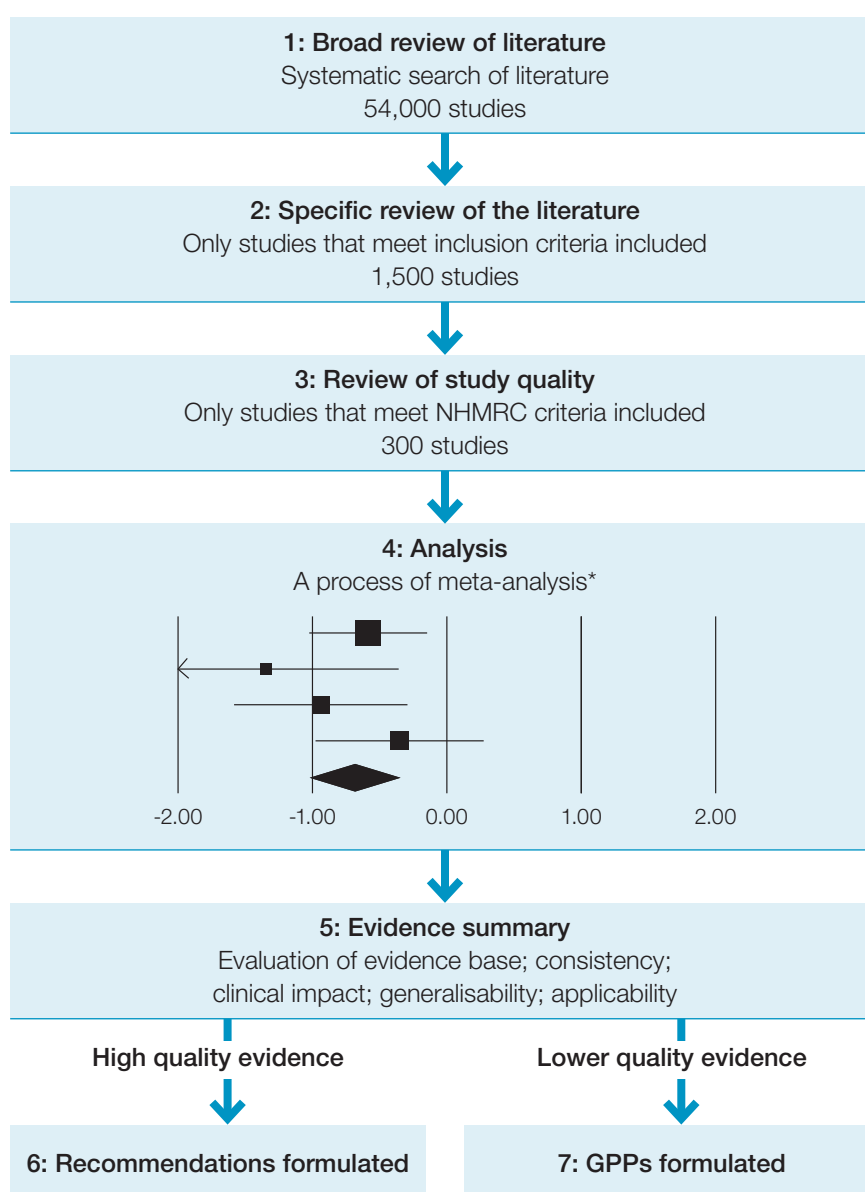 1: Broad review of literature
Systematic search of literature
54,000 studies
2: Specific review of the literature
Only studies that meet inclusion criteria included
1,500 studies
3: Review of study quality
Only studies that meet NHMRC criteria included
300 studies
4: Analysis
A process of meta-analysis*
-2.00 -1.00 0.00 1.00 2.00
5: Evidence summary
Evaluation of evidence base; consistency;
clinical impact; generalisability; applicability
High quality evidence
Lower quality evidence
6: Recommendations formulated
7: GPPs formulated